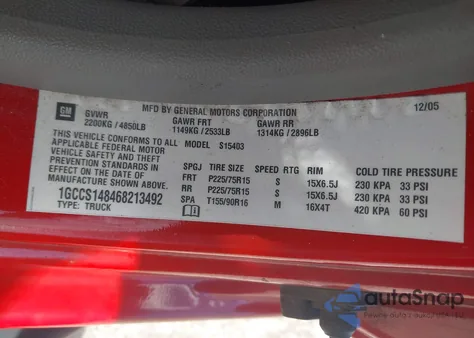 MFD BY GENERAL MOTORS CORPORATION 12/05
GM GVWR GAWR FRT GAWR RR
2200KG / 4850LB 1149KG / 2533LB 1314KG / 2896LB
THIS VEHICLE CONFORMS TO ALL MODEL S15403
APPLICABLE FEDERAL MOTOR
VEHICLE SAFETY AND THEFT SPGJ TIRE SIZE SPEED RTG RIM COLD TIRE PRESSURE
PREVENTION STANDARDS IN FRT P225/75R15 S 15X6.5J 230 KPA 33 PSI
EFFECT ON THE DATE OF RR P225/75R15 S 15X6.5J 230 KPA 33 PSI
MANUFACTURE SHOWN ABOVE. SPA T155/90R16 M 16X4T 420 KPA 60 PSI
1GCCS148468213492
TYPE: TRUCK
autoSnap